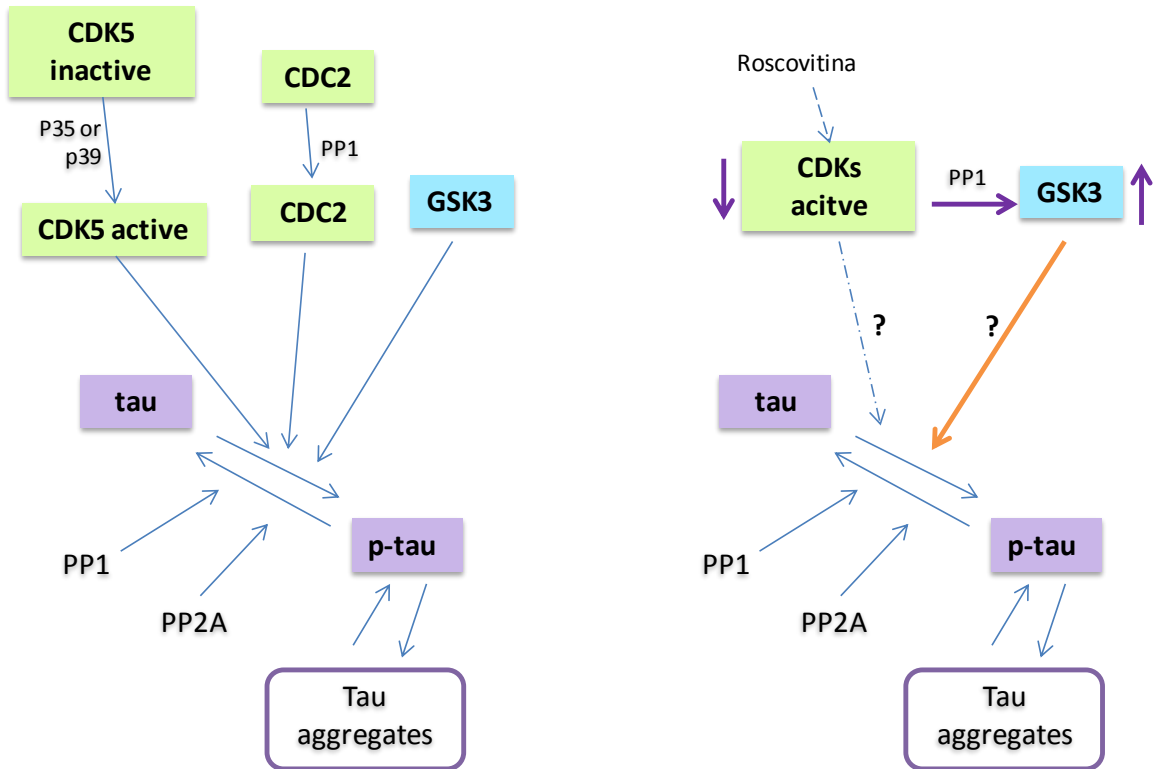 CDK5
inactive
P35 or
p39
CDK5 active
CDC2
PP1
CDC2
GSK3
tau
PP1
PP2A
p-tau
Tau
aggregates
Roscovitina
CDKs
acitve
PP1
GSK3
?
?
tau
PP1
PP2A
p-tau
Tau
aggregates